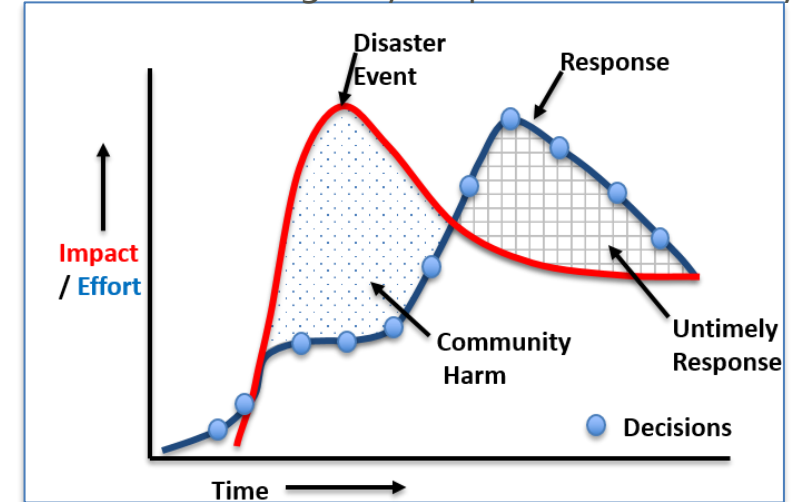 Disaster
Event
Response
Impact
/ Effort
Community
Harm
Untimely
Response
Decisions
Time